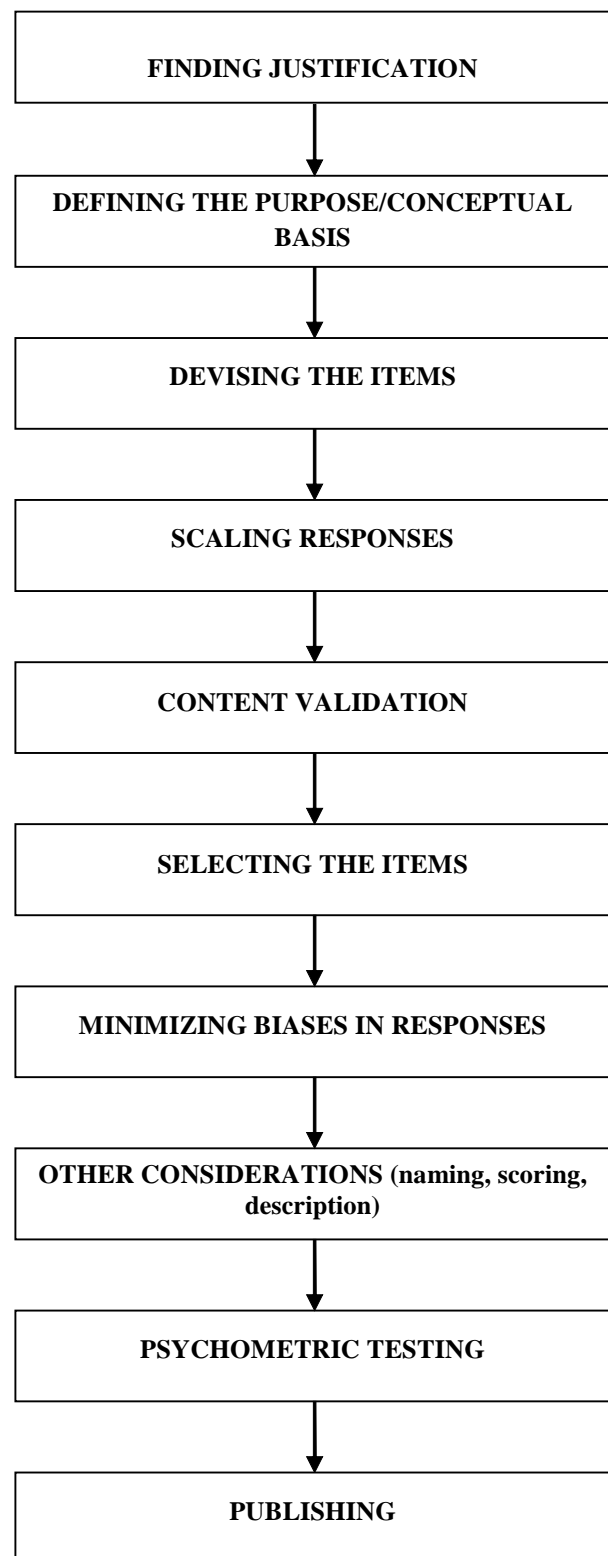 FINDING JUSTIFICATION
DEFINING THE PURPOSE/CONCEPTUAL
BASIS
DEVISING THE ITEMS
SCALING RESPONSES
CONTENT VALIDATION
SELECTING THE ITEMS
MINIMIZING BIASES IN RESPONSES
OTHER CONSIDERATIONS (naming, scoring,
description)
PSYCHOMETRIC TESTING
PUBLISHING